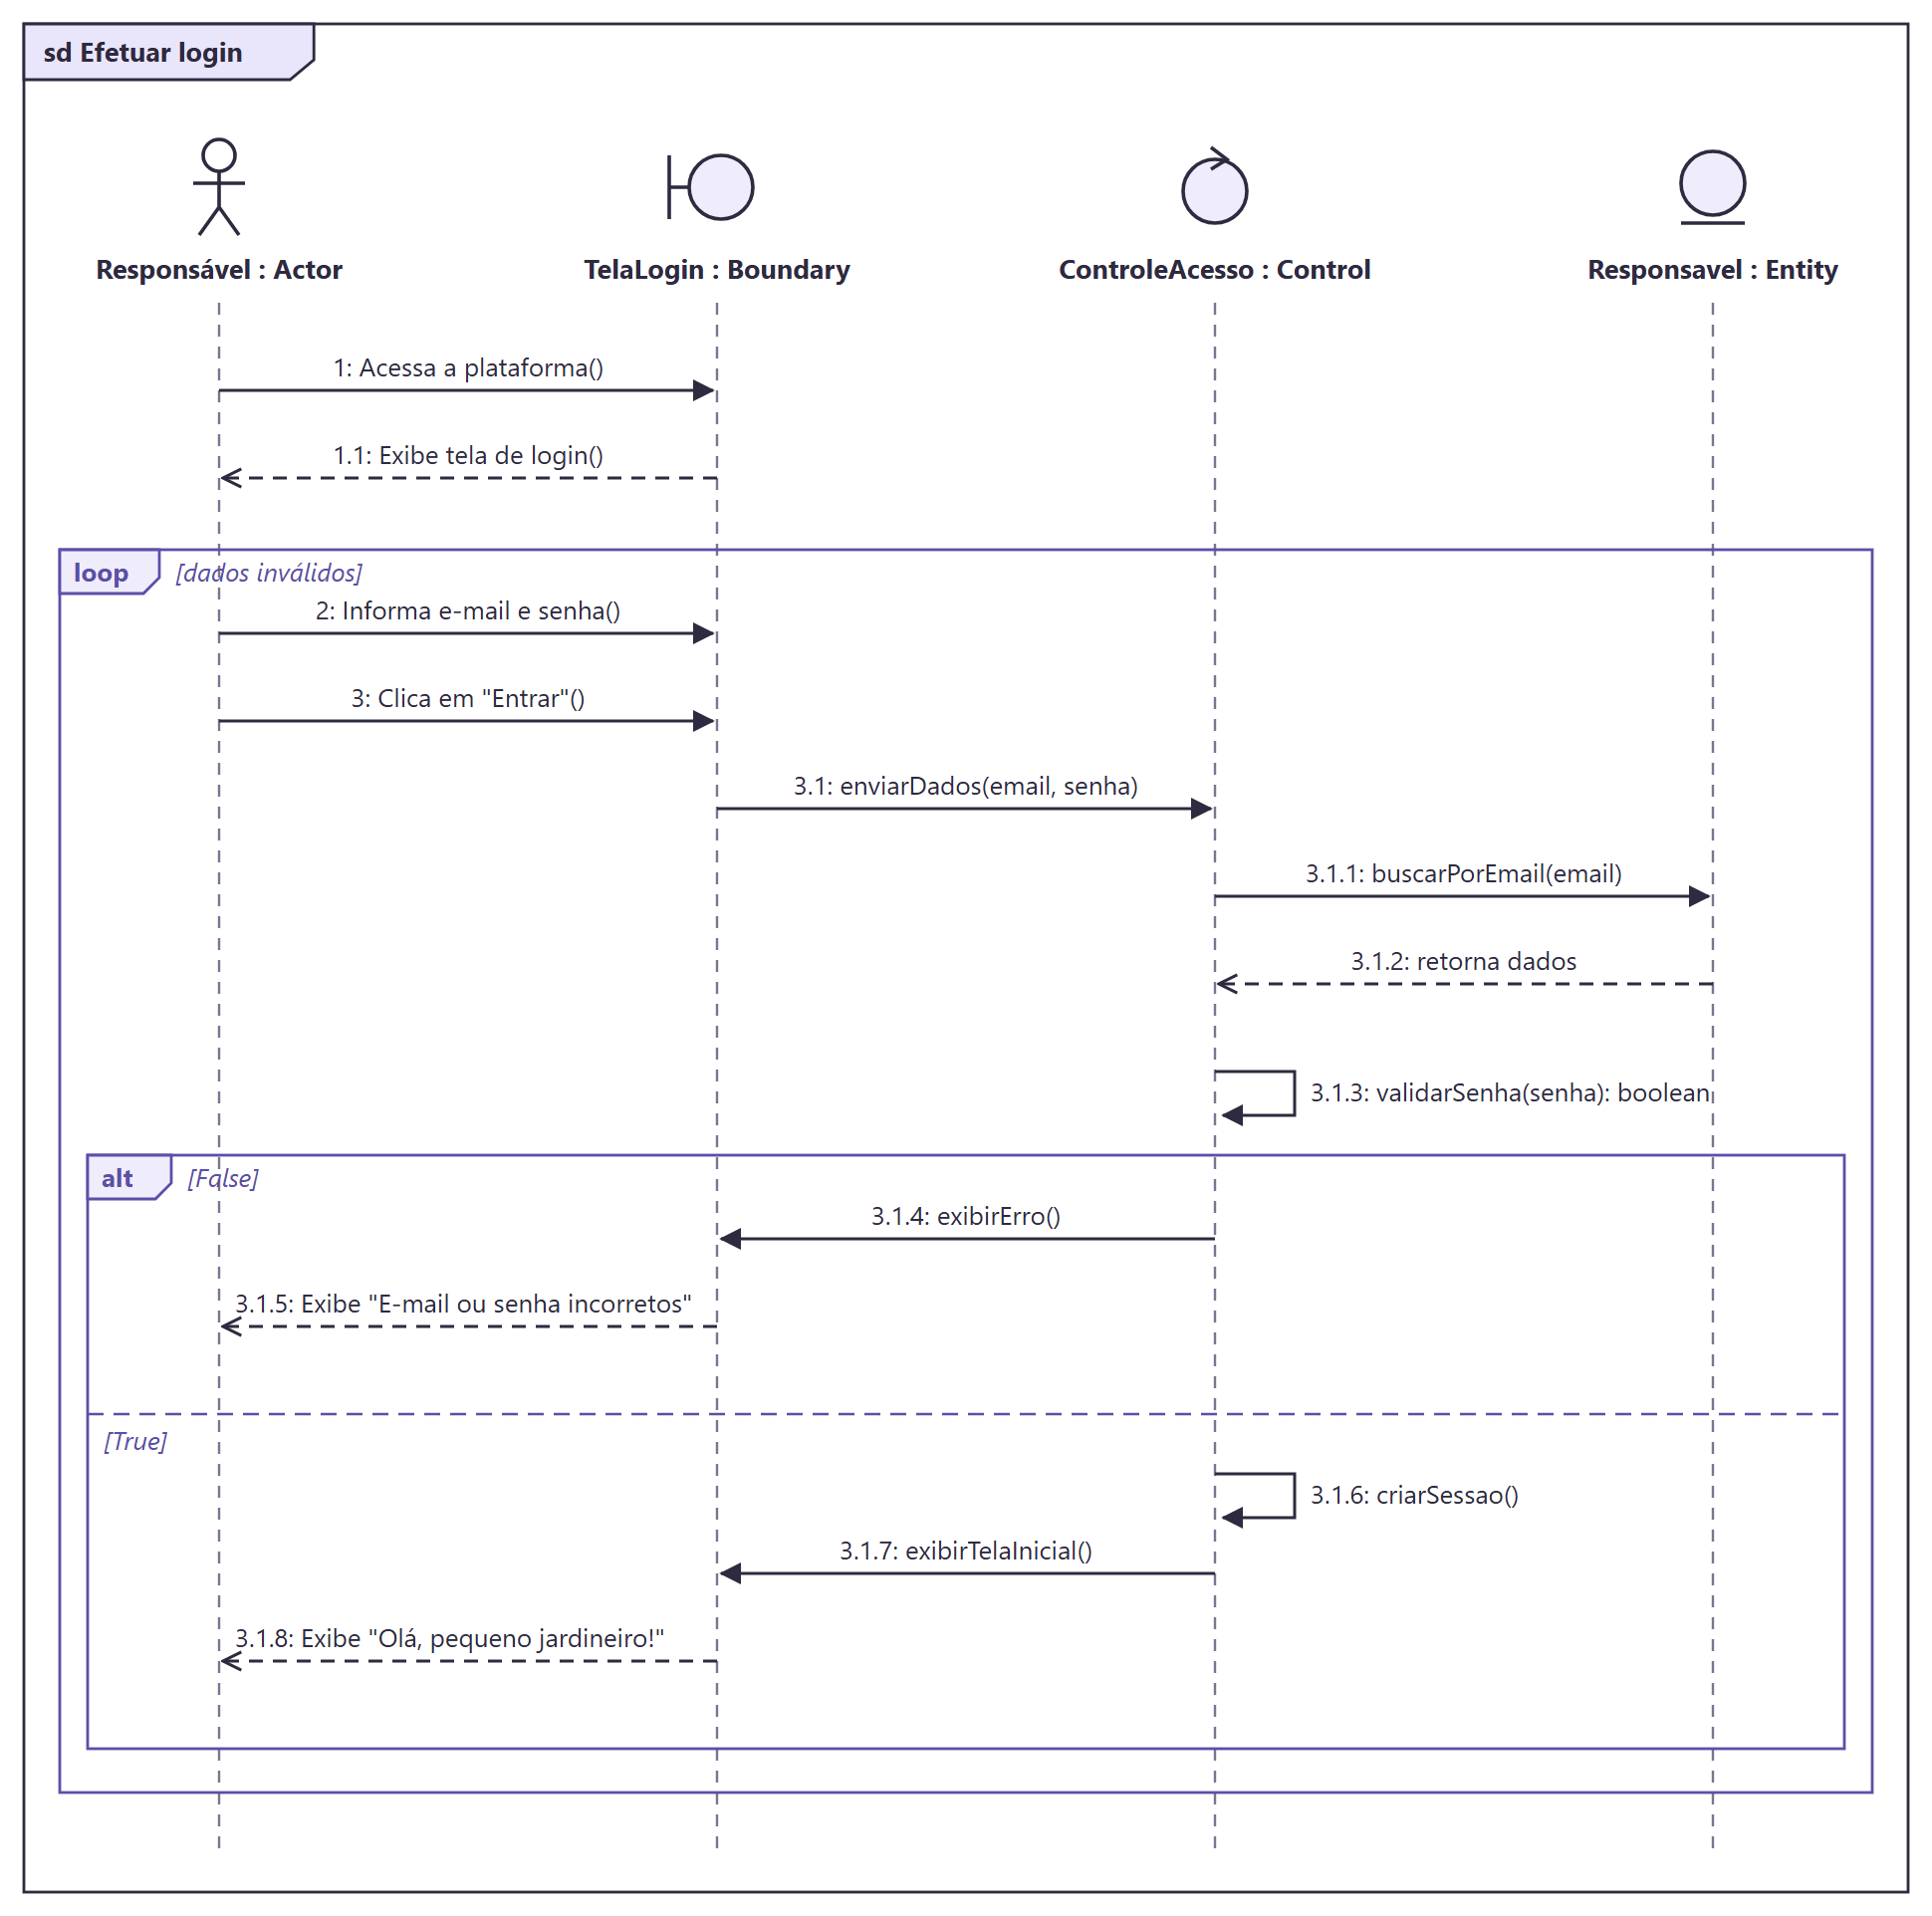 sd Efetuar login
Responsável : Actor
TelaLogin : Boundary
ControleAcesso : Control
Responsavel : Entity
1: Acessa a plataforma()
1.1: Exibe tela de login()
loop
[dados inválidos]
2: Informa e-mail e senha()
3: Clica em "Entrar"()
3.1: enviarDados(email, senha)
3.1.1: buscarPorEmail(email)
3.1.2: retorna dados
3.1.3: validarSenha(senha): boolean
alt
[False]
3.1.4: exibirErro()
3.1.5: Exibe "E-mail ou senha incorretos"
[True]
3.1.6: criarSessao()
3.1.7: exibirTelaInicial()
3.1.8: Exibe "Olá, pequeno jardineiro!"